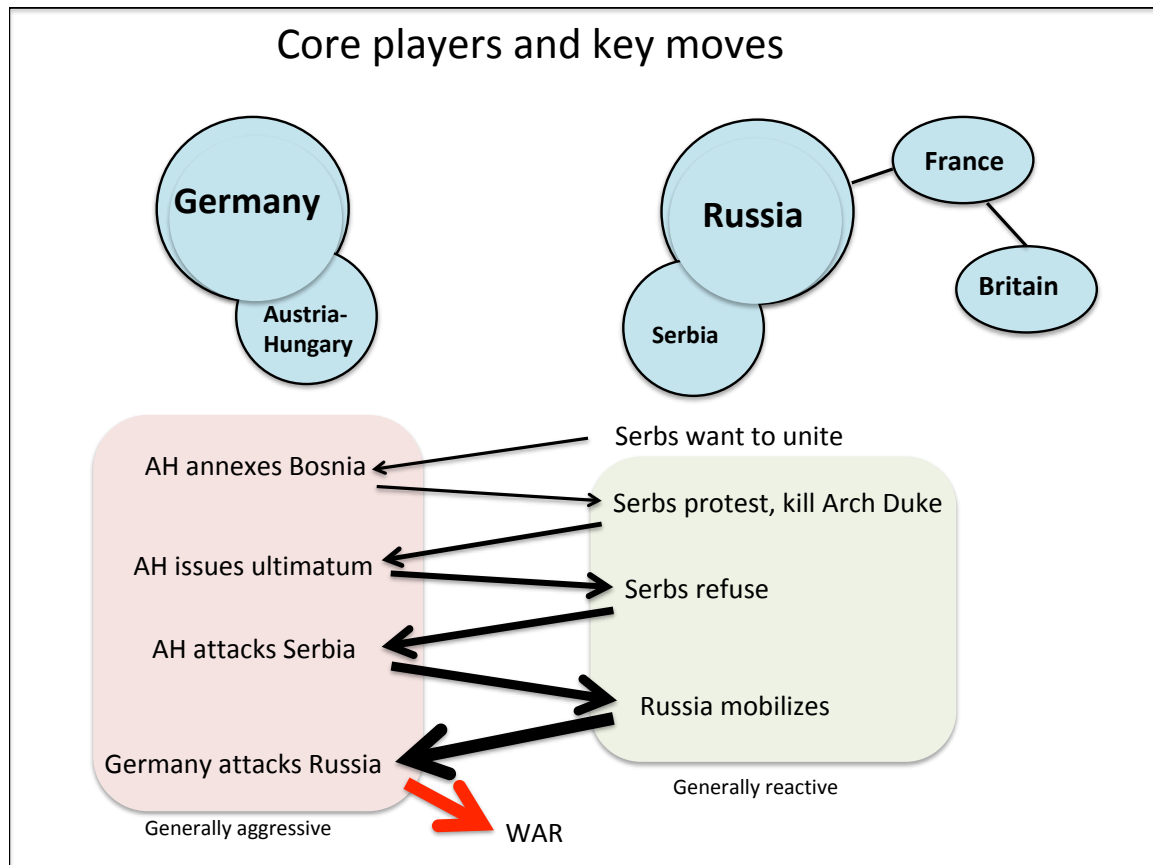 Core players and key moves
Germany
Austria-
Hungary
Russia
Serbia
France
Britain
Serbs want to unite
AH annexes Bosnia
Serbs protest, kill Arch Duke
AH issues ultimatum
Serbs refuse
AH attacks Serbia
Russia mobilizes
Germany attacks Russia
Generally reactive
Generally aggressive
WAR